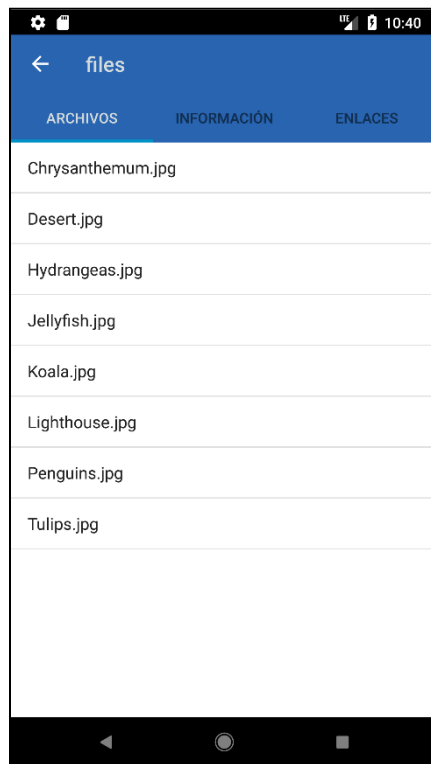 LTE 10:40
files
ARCHIVOS INFORMACIÓN ENLACES
Chrysanthemum.jpg
Desert.jpg
Hydrangeas.jpg
Jellyfish.jpg
Koala.jpg
Lighthouse.jpg
Penguins.jpg
Tulips.jpg